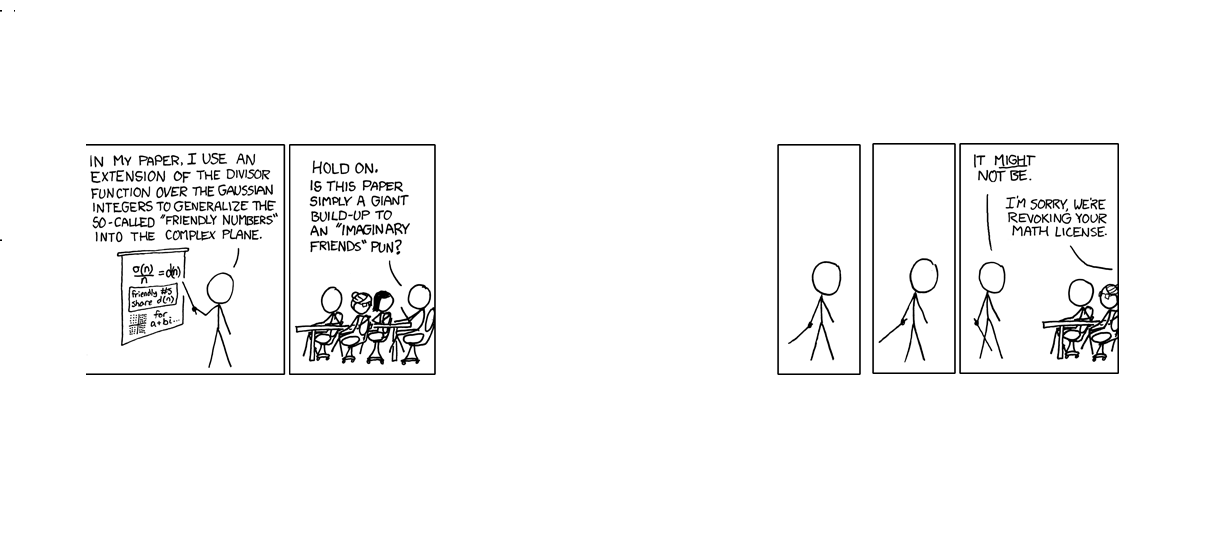 IN MY PAPER, I USE AN
EXTENSION OF THE DIVISOR
FUNCTION OVER THE GAUSSIAN
INTEGERS TO GENERALIZE THE
SO-CALLED "FRIENDLY NUMBERS"
INTO THE COMPLEX PLANE.
σ(n)/n = d(n)
friendly #s
share d(n)
for
a+bi...
HOLD ON.
IS THIS PAPER
SIMPLY A GIANT
BUILD-UP TO
AN "IMAGINARY
FRIENDS" PUN?
IT MIGHT
NOT BE.
I'M SORRY, WE'RE
REVOKING YOUR
MATH LICENSE.